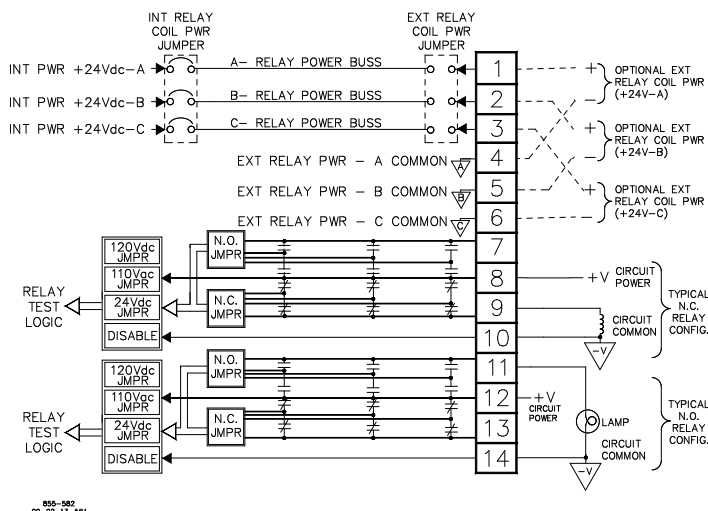 INT RELAY
COIL PWR
JUMPER
EXT RELAY
COIL PWR
JUMPER
INT PWR +24Vdc-A
A- RELAY POWER BUSS
1
+
OPTIONAL EXT
RELAY COIL PWR
(+24V-A)
INT PWR +24Vdc-B
B- RELAY POWER BUSS
2
-
INT PWR +24Vdc-C
C- RELAY POWER BUSS
3
+
OPTIONAL EXT
RELAY COIL PWR
(+24V-B)
-
EXT RELAY PWR - A COMMON
A
4
EXT RELAY PWR - B COMMON
B
5
+
OPTIONAL EXT
RELAY COIL PWR
(+24V-C)
-
EXT RELAY PWR - C COMMON
C
6
7
8
9
10
11
12
13
14
RELAY
TEST
LOGIC
120Vdc
JMPR
110Vac
JMPR
24Vdc
JMPR
DISABLE
N.O.
JMPR
N.C.
JMPR
+V CIRCUIT
POWER
CIRCUIT
COMMON
-V
TYPICAL
N.C.
RELAY
CONFIG.
RELAY
TEST
LOGIC
120Vdc
JMPR
110Vac
JMPR
24Vdc
JMPR
DISABLE
N.O.
JMPR
N.C.
JMPR
+V
CIRCUIT
POWER
LAMP
CIRCUIT
COMMON
-V
TYPICAL
N.O.
RELAY
CONFIG.
855-582